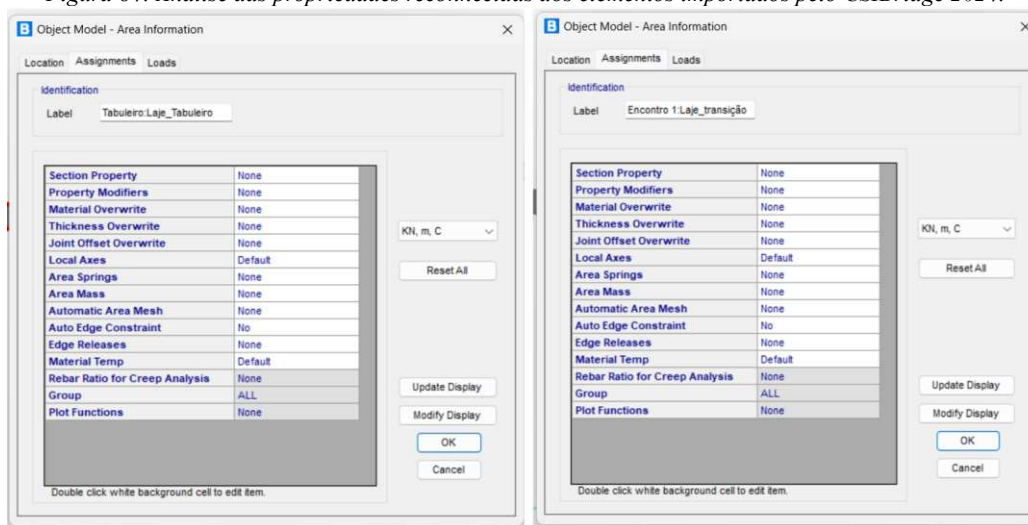 Figura 67: Análise das propriedades reconhecidas dos elementos importados pelo CSiBridge 2024.
Object Model - Area Information
Location Assignments Loads
Identification
Label Tabuleiro:Laje_Tabuleiro
Section Property None
Property Modifiers None
Material Overwrite None
Thickness Overwrite None
Joint Offset Overwrite None
Local Axes Default
Area Springs None
Area Mass None
Automatic Area Mesh None
Auto Edge Constraint No
Edge Releases None
Material Temp Default
Rebar Ratio for Creep Analysis None
Group ALL
Plot Functions None
Double click white background cell to edit item.
KN, m, C
Reset All
Update Display
Modify Display
OK
Cancel
Object Model - Area Information
Location Assignments Loads
Identification
Label Encontro 1:Laje_transição
Section Property None
Property Modifiers None
Material Overwrite None
Thickness Overwrite None
Joint Offset Overwrite None
Local Axes Default
Area Springs None
Area Mass None
Automatic Area Mesh None
Auto Edge Constraint No
Edge Releases None
Material Temp Default
Rebar Ratio for Creep Analysis None
Group ALL
Plot Functions None
Double click white background cell to edit item.
KN, m, C
Reset All
Update Display
Modify Display
OK
Cancel